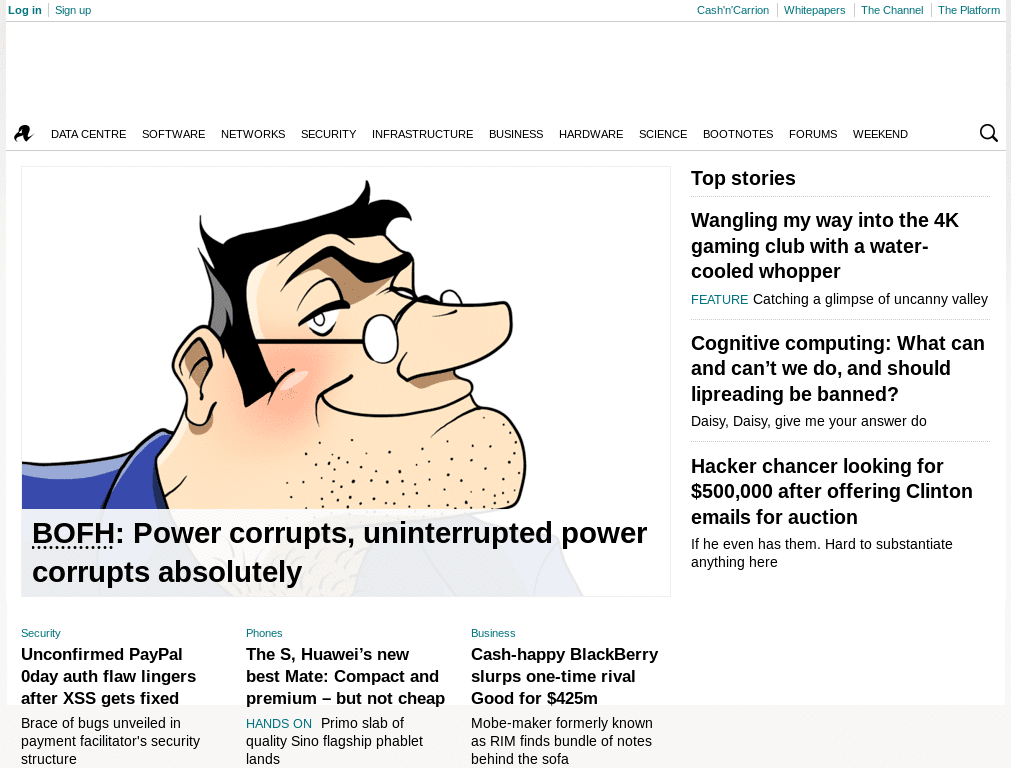 Log in
Sign up
Cash'n'Carrion
Whitepapers
The Channel
The Platform
DATA CENTRE
SOFTWARE
NETWORKS
SECURITY
INFRASTRUCTURE
BUSINESS
HARDWARE
SCIENCE
BOOTNOTES
FORUMS
WEEKEND
BOFH: Power corrupts, uninterrupted power
corrupts absolutely
Top stories
Wangling my way into the 4K
gaming club with a water-
cooled whopper
FEATURE Catching a glimpse of uncanny valley
Cognitive computing: What can
and can’t we do, and should
lipreading be banned?
Daisy, Daisy, give me your answer do
Hacker chancer looking for
$500,000 after offering Clinton
emails for auction
If he even has them. Hard to substantiate
anything here
Security
Unconfirmed PayPal
0day auth flaw lingers
after XSS gets fixed
Brace of bugs unveiled in
payment facilitator's security
structure
Phones
The S, Huawei’s new
best Mate: Compact and
premium – but not cheap
HANDS ON Primo slab of
quality Sino flagship phablet
lands
Business
Cash-happy BlackBerry
slurps one-time rival
Good for $425m
Mobe-maker formerly known
as RIM finds bundle of notes
behind the sofa